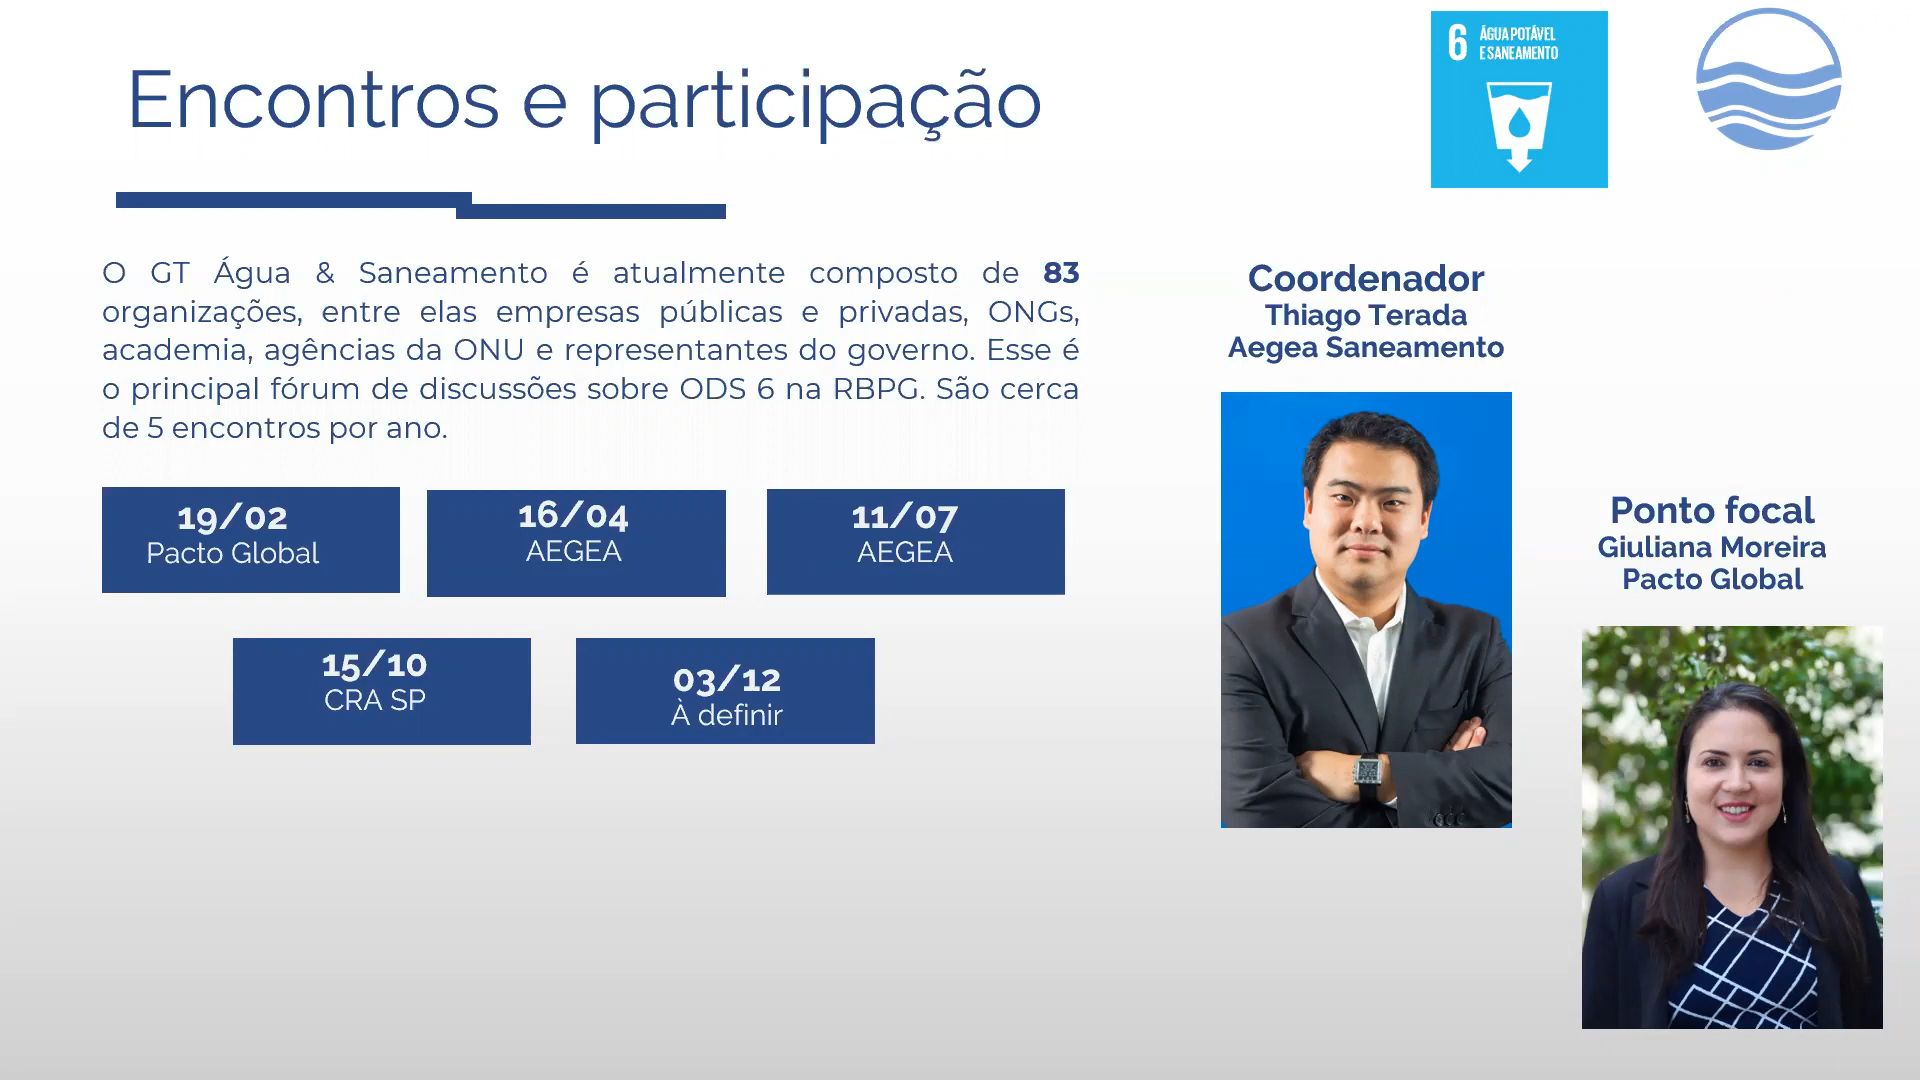 Encontros e participação
6 ÁGUA POTÁVEL
E SANEAMENTO
O GT Água & Saneamento é atualmente composto de 83
organizações, entre elas empresas públicas e privadas, ONGs,
academia, agências da ONU e representantes do governo. Esse é
o principal fórum de discussões sobre ODS 6 na RBPG. São cerca
de 5 encontros por ano.
19/02
Pacto Global
16/04
AEGEA
11/07
AEGEA
15/10
CRA SP
03/12
À definir
Coordenador
Thiago Terada
Aegea Saneamento
Ponto focal
Giuliana Moreira
Pacto Global